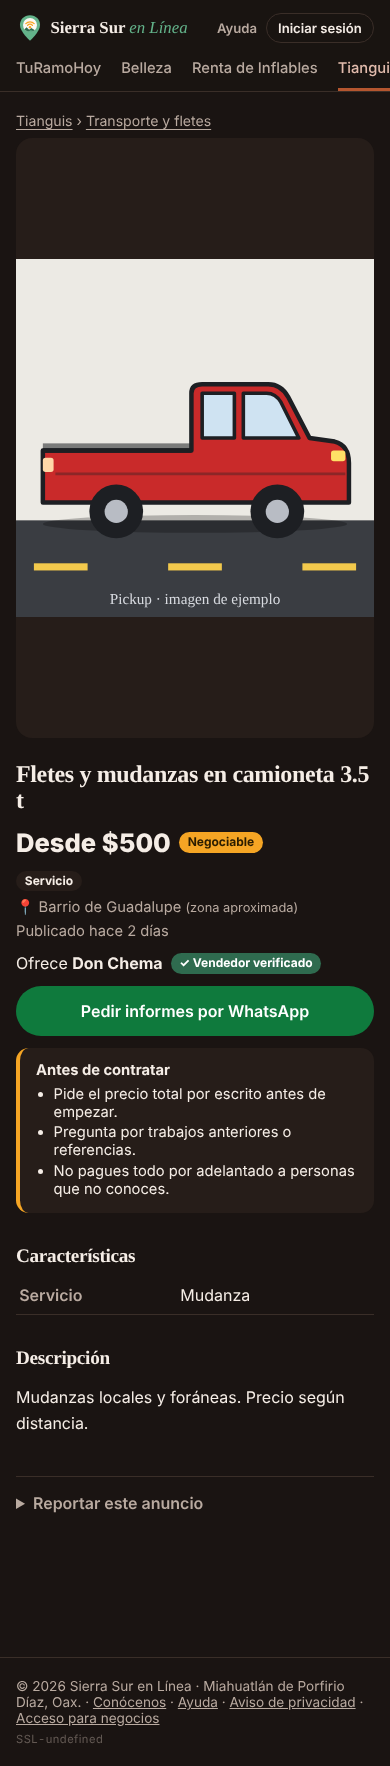 Sierra Sur en Línea
Ayuda
Iniciar sesión
TuRamoHoy
Belleza
Renta de Inflables
Tiangui
Tianguis › Transporte y fletes
Pickup · imagen de ejemplo
Fletes y mudanzas en camioneta 3.5
t
Desde $500 Negociable
Servicio
📍 Barrio de Guadalupe (zona aproximada)
Publicado hace 2 días
Ofrece Don Chema ✓ Vendedor verificado
Pedir informes por WhatsApp
Antes de contratar
• Pide el precio total por escrito antes de
empezar.
• Pregunta por trabajos anteriores o
referencias.
• No pagues todo por adelantado a personas
que no conoces.
Características
Servicio Mudanza
Descripción
Mudanzas locales y foráneas. Precio según
distancia.
▶ Reportar este anuncio
© 2026 Sierra Sur en Línea · Miahuatlán de Porfirio
Díaz, Oax. · Conócenos · Ayuda · Aviso de privacidad ·
Acceso para negocios
SSL-undefined